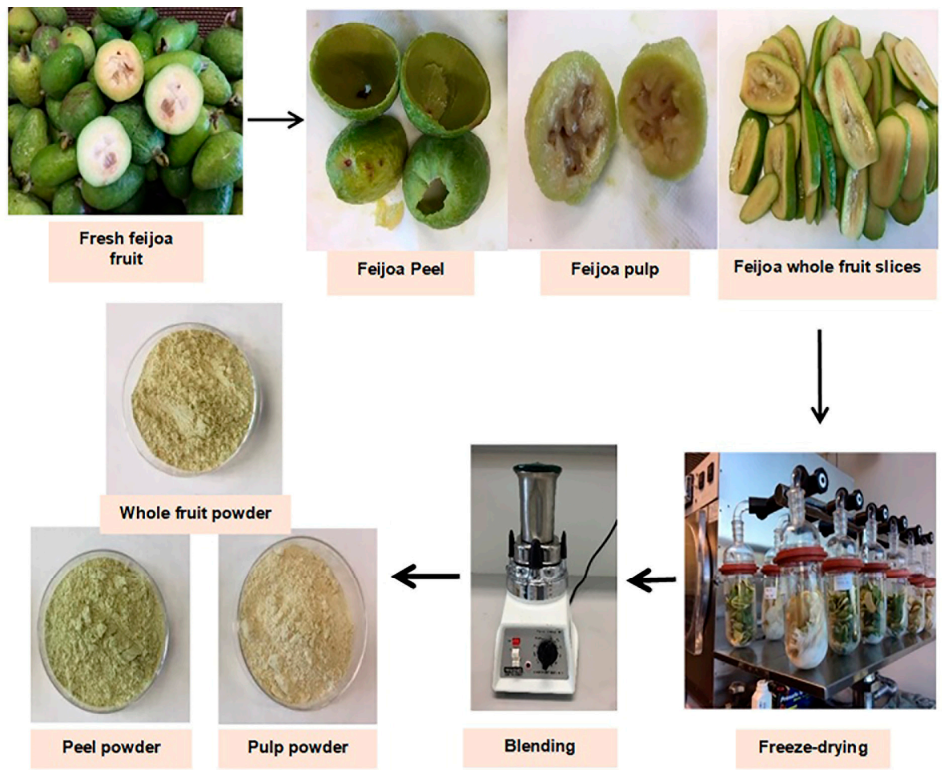 Fresh feijoa
fruit
Feijoa Peel
Feijoa pulp
Feijoa whole fruit slices
Whole fruit powder
Peel powder
Pulp powder
Blending
Freeze-drying